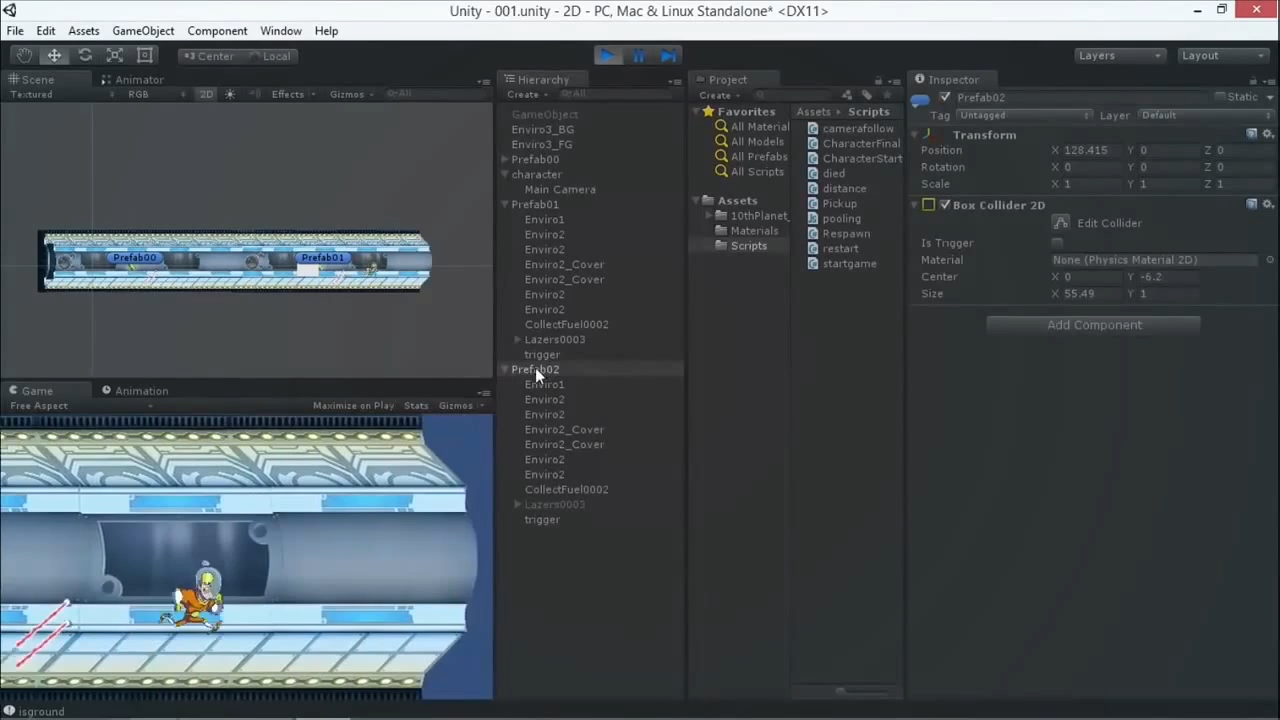 Unity - 001.unity - 2D - PC, Mac & Linux Standalone* <DX11>
File Edit Assets GameObject Component Window Help
Center Local
Layers Layout
Scene Animator
Textured RGB 2D Effects Gizmos All
Prefab00 Prefab01
Game Animation
Free Aspect Maximize on Play Stats Gizmos
isground
Hierarchy
Create All
GameObject
Enviro3_BG
Enviro3_FG
Prefab00
character
Main Camera
Prefab01
Enviro1
Enviro2
Enviro2
Enviro2_Cover
Enviro2_Cover
Enviro2
Enviro2
CollectFuel0002
Lazers0003
trigger
Prefab02
Enviro1
Enviro2
Enviro2
Enviro2_Cover
Enviro2_Cover
Enviro2
Enviro2
CollectFuel0002
Lazers0003
trigger
Project
Create
Favorites
All Material
All Models
All Prefabs
All Scripts
Assets
10thPlanet_
Materials
Scripts
Assets Scripts
camerafollow
CharacterFinal
CharacterStart
died
distance
Pickup
pooling
Respawn
restart
startgame
Inspector
Prefab02 Static
Tag Untagged Layer Default
Transform
Position X 128.415 Y 0 Z 0
Rotation X 0 Y 0 Z 0
Scale X 1 Y 1 Z 1
Box Collider 2D
Edit Collider
Is Trigger
Material None (Physics Material 2D)
Center X 0 Y -6.2
Size X 55.49 Y 1
Add Component